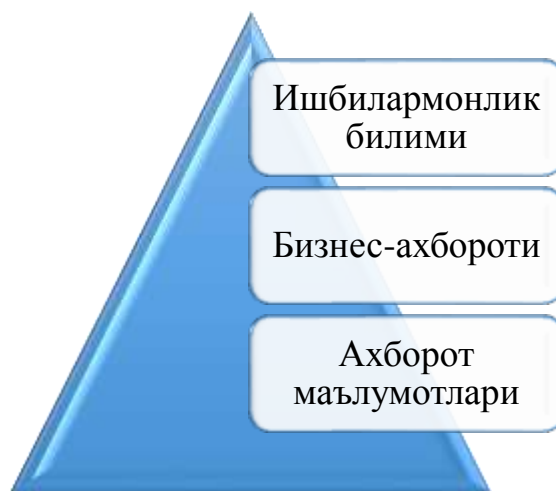 Ишбилармонлик
билими
Бизнес-ахбороти
Ахборот
маълумотлари